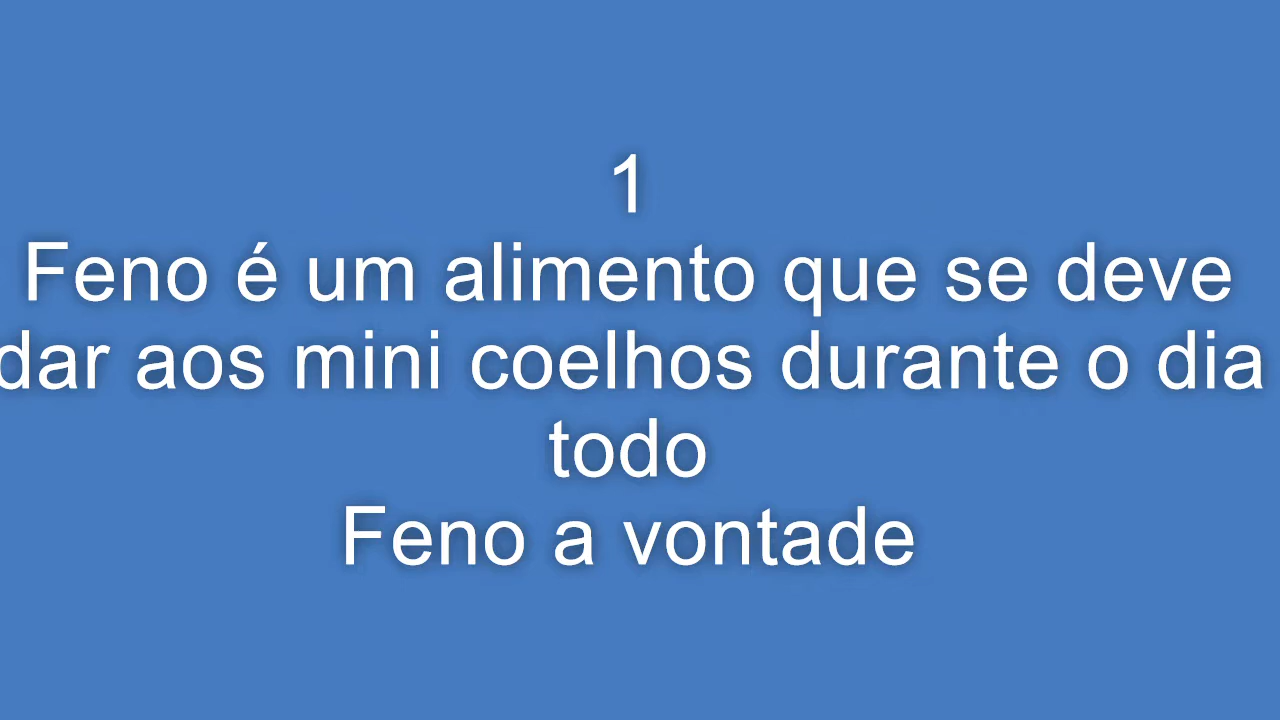 1
Feno é um alimento que se deve
dar aos mini coelhos durante o dia
todo
Feno a vontade